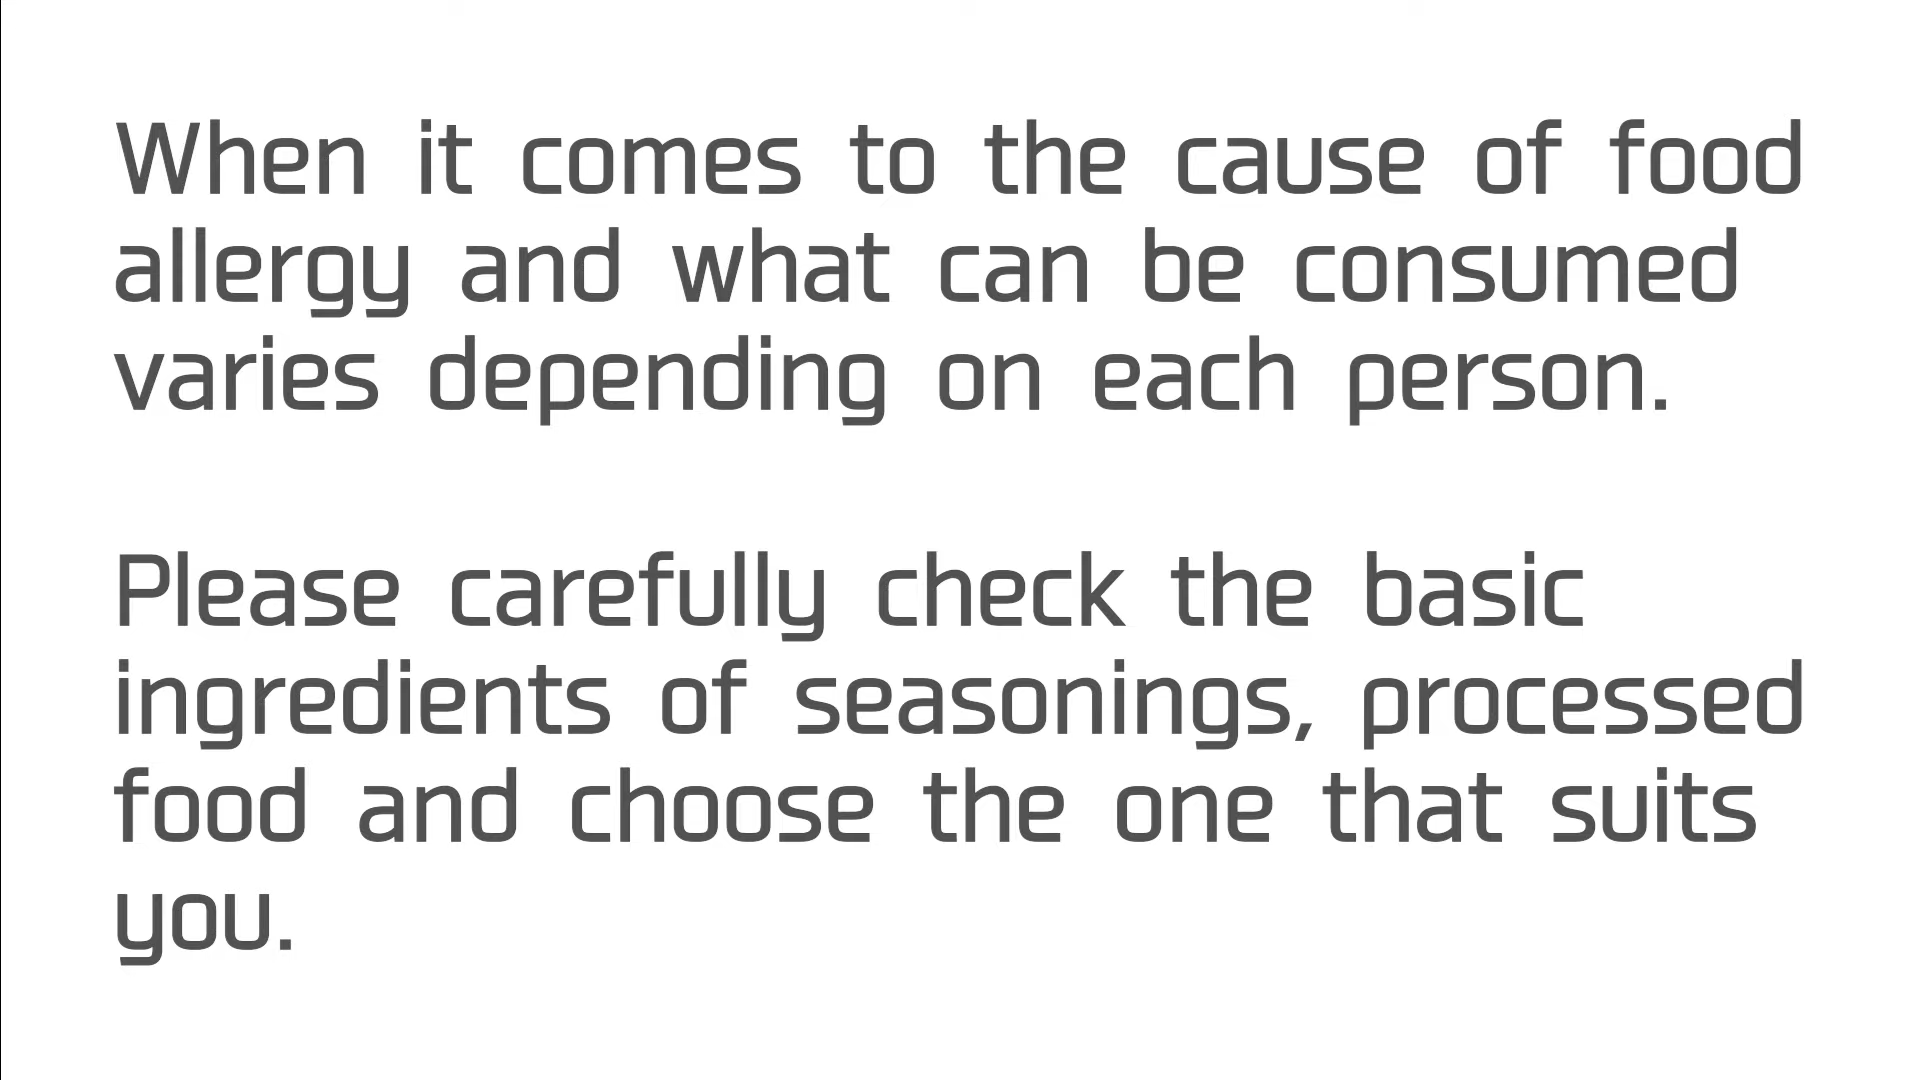 When it comes to the cause of food
allergy and what can be consumed
varies depending on each person.
Please carefully check the basic
ingredients of seasonings, processed
food and choose the one that suits
you.